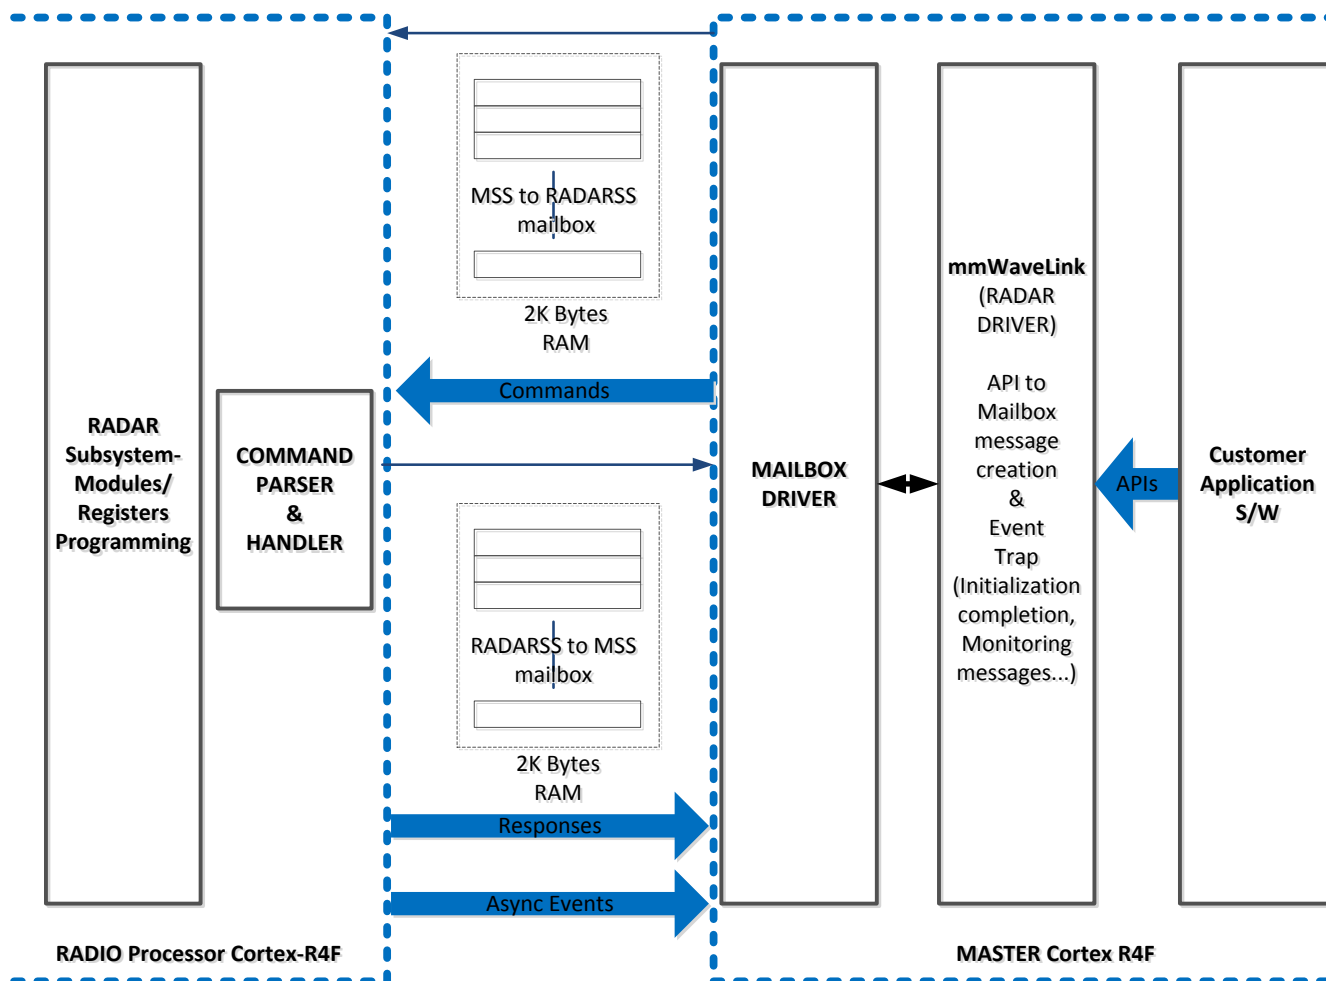 MSS to RADARSS
mailbox
2K Bytes
RAM
Commands
RADAR
Subsystem-
Modules/
Registers
Programming
COMMAND
PARSER
&
HANDLER
RADARSS to MSS
mailbox
2K Bytes
RAM
Responses
Async Events
MAILBOX
DRIVER
mmWaveLink
(RADAR
DRIVER)
API to
Mailbox
message
creation
&
Event
Trap
(Initialization
completion,
Monitoring
messages...)
APIs
Customer
Application
S/W
RADIO Processor Cortex-R4F
MASTER Cortex R4F